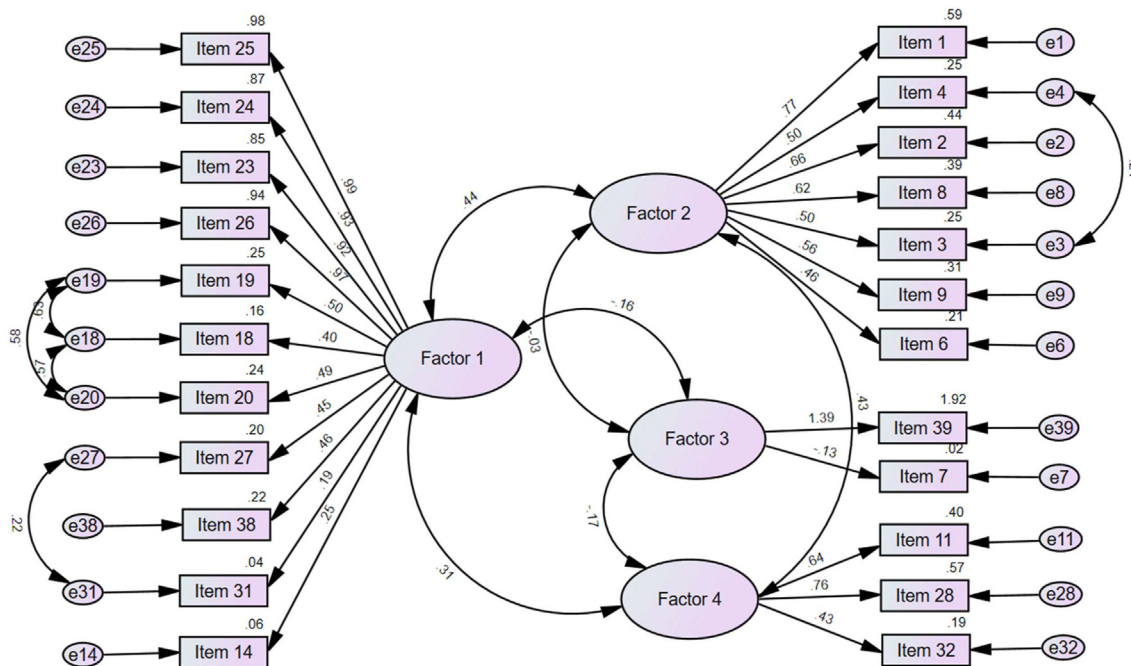 .98
e25
Item 25
.87
e24
Item 24
.85
e23
Item 23
.94
e26
Item 26
.25
e19
Item 19
.16
e18
Item 18
.24
e20
Item 20
.20
e27
Item 27
.22
e38
Item 38
.04
e31
Item 31
.06
e14
Item 14
.63
.58
.57
.22
.99
.93
.92
.97
.50
.40
.49
.45
.46
.19
.25
Factor 1
.44
-.16
-.03
.31
-.17
.43
Factor 2
.77
.50
.66
.62
.50
.56
.46
.59
Item 1
e1
.25
Item 4
e4
.44
Item 2
e2
.39
Item 8
e8
.25
Item 3
e3
.31
Item 9
e9
.21
Item 6
e6
Factor 3
1.39
-.13
1.92
Item 39
e39
.02
Item 7
e7
Factor 4
.64
.76
.43
.40
Item 11
e11
.57
Item 28
e28
.19
Item 32
e32